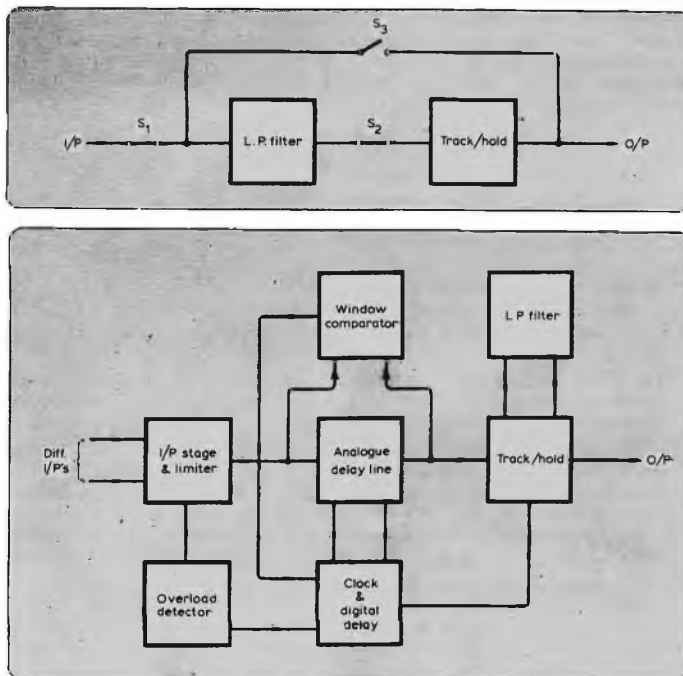 S3
I/P
S1
L.P. filter
S2
Track/hold
O/P
Window
comparator
L P filter
Diff.
I/P's
I/P stage
& limiter
Analogue
delay line
Track/hold
O/P
Overload
detector
Clock
&
digital
delay